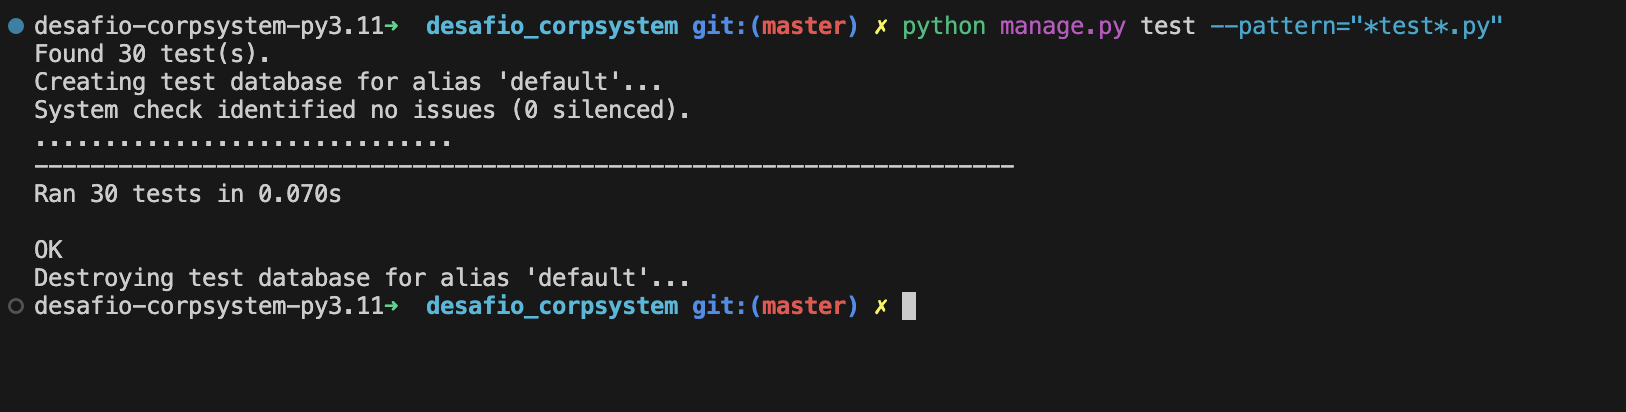 desafio-corpsystem-py3.11➜  desafio_corpsystem git:(master) ✗ python manage.py test --pattern="*test*.py"
Found 30 test(s).
Creating test database for alias 'default'...
System check identified no issues (0 silenced).
..............................
----------------------------------------------------------------------
Ran 30 tests in 0.070s

OK
Destroying test database for alias 'default'...
desafio-corpsystem-py3.11➜  desafio_corpsystem git:(master) ✗